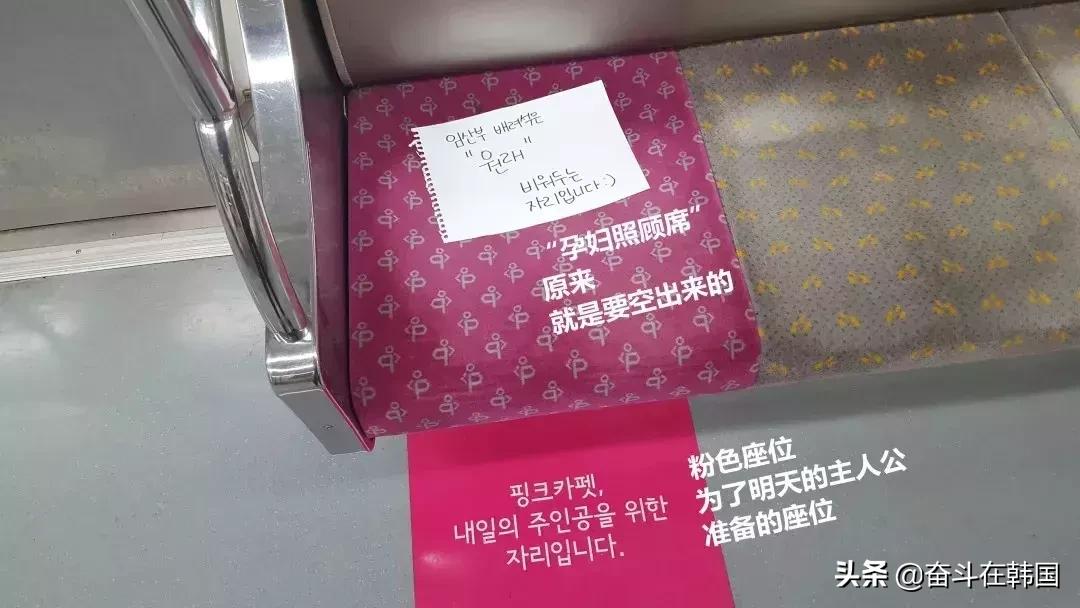 임산부 배려석은
"원래"
비워두는
자리입니다 :)
“孕妇照顾席”
原来
就是要空出来的
핑크카펫,
내일의 주인공을 위한
자리입니다.
粉色座位
为了明天的主人公
准备的座位
头条 @奋斗在韩国